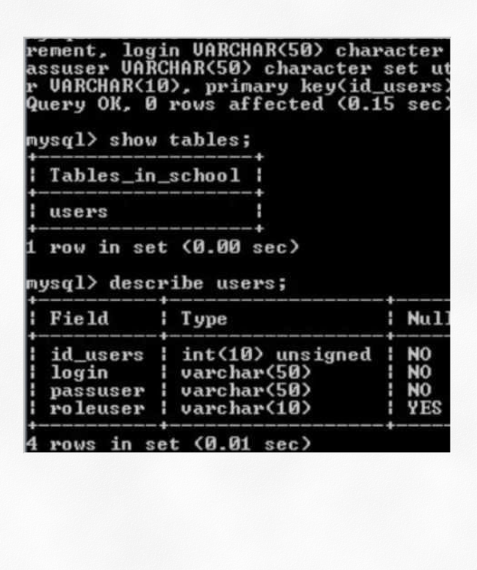 rement, login VARCHAR(50) character
assuser VARCHAR(50) character set ut
r VARCHAR(10), primary key(id_users)
Query OK, 0 rows affected (0.15 sec)
mysql> show tables;
+------------------+
| Tables_in_school |
+------------------+
| users            |
+------------------+
1 row in set (0.00 sec)
mysql> describe users;
+----------+------------------+-----
| Field    | Type             | Null
+----------+------------------+-----
| id_users | int(10) unsigned | NO
| login    | varchar(50)      | NO
| passuser | varchar(50)      | NO
| roleuser | varchar(10)      | YES
+----------+------------------+-----
4 rows in set (0.01 sec)